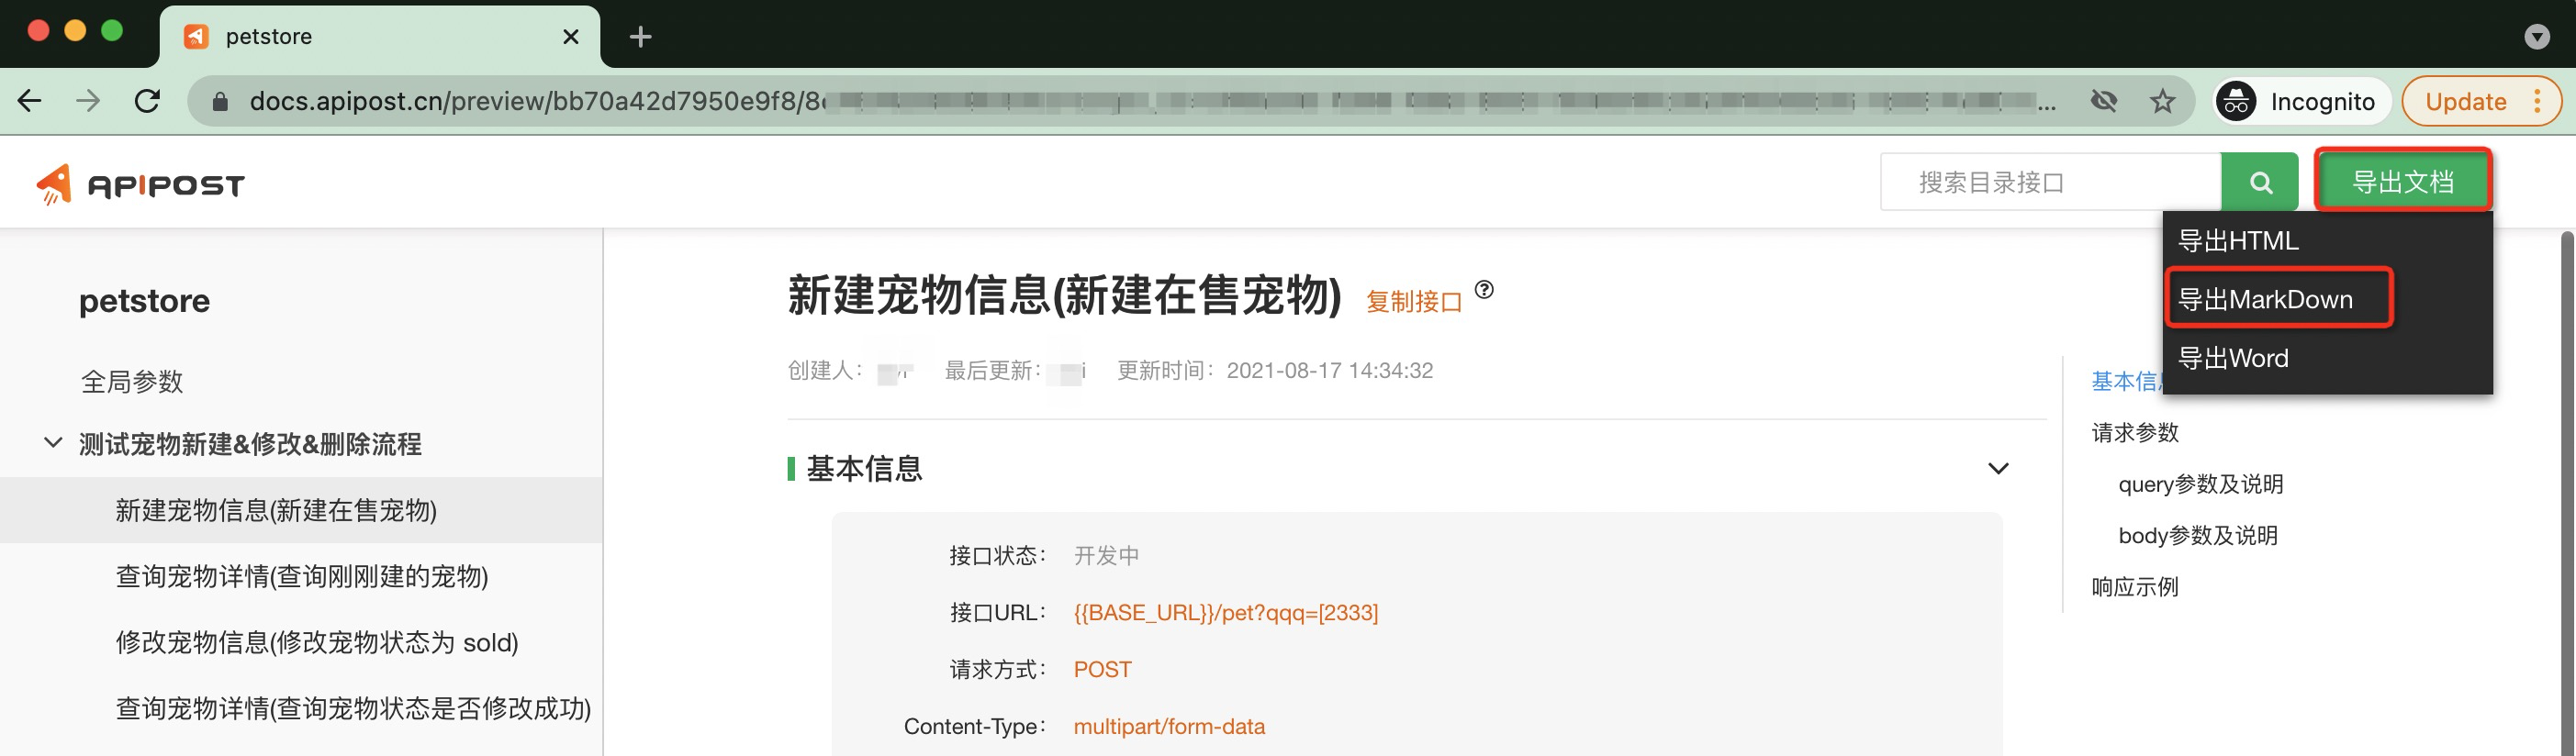 petstore
docs.apipost.cn/preview/bb70a42d7950e9f8/8
Incognito
Update
APIPOST
搜索目录接口
导出文档
导出HTML
导出MarkDown
导出Word
petstore
全局参数
测试宠物新建&修改&删除流程
新建宠物信息(新建在售宠物)
查询宠物详情(查询刚刚建的宠物)
修改宠物信息(修改宠物状态为 sold)
查询宠物详情(查询宠物状态是否修改成功)
新建宠物信息(新建在售宠物) 复制接口
创建人： 最后更新： 更新时间：2021-08-17 14:34:32
基本信息
接口状态： 开发中
接口URL： {{BASE_URL}}/pet?qqq=[2333]
请求方式： POST
Content-Type： multipart/form-data
基本信
请求参数
query参数及说明
body参数及说明
响应示例